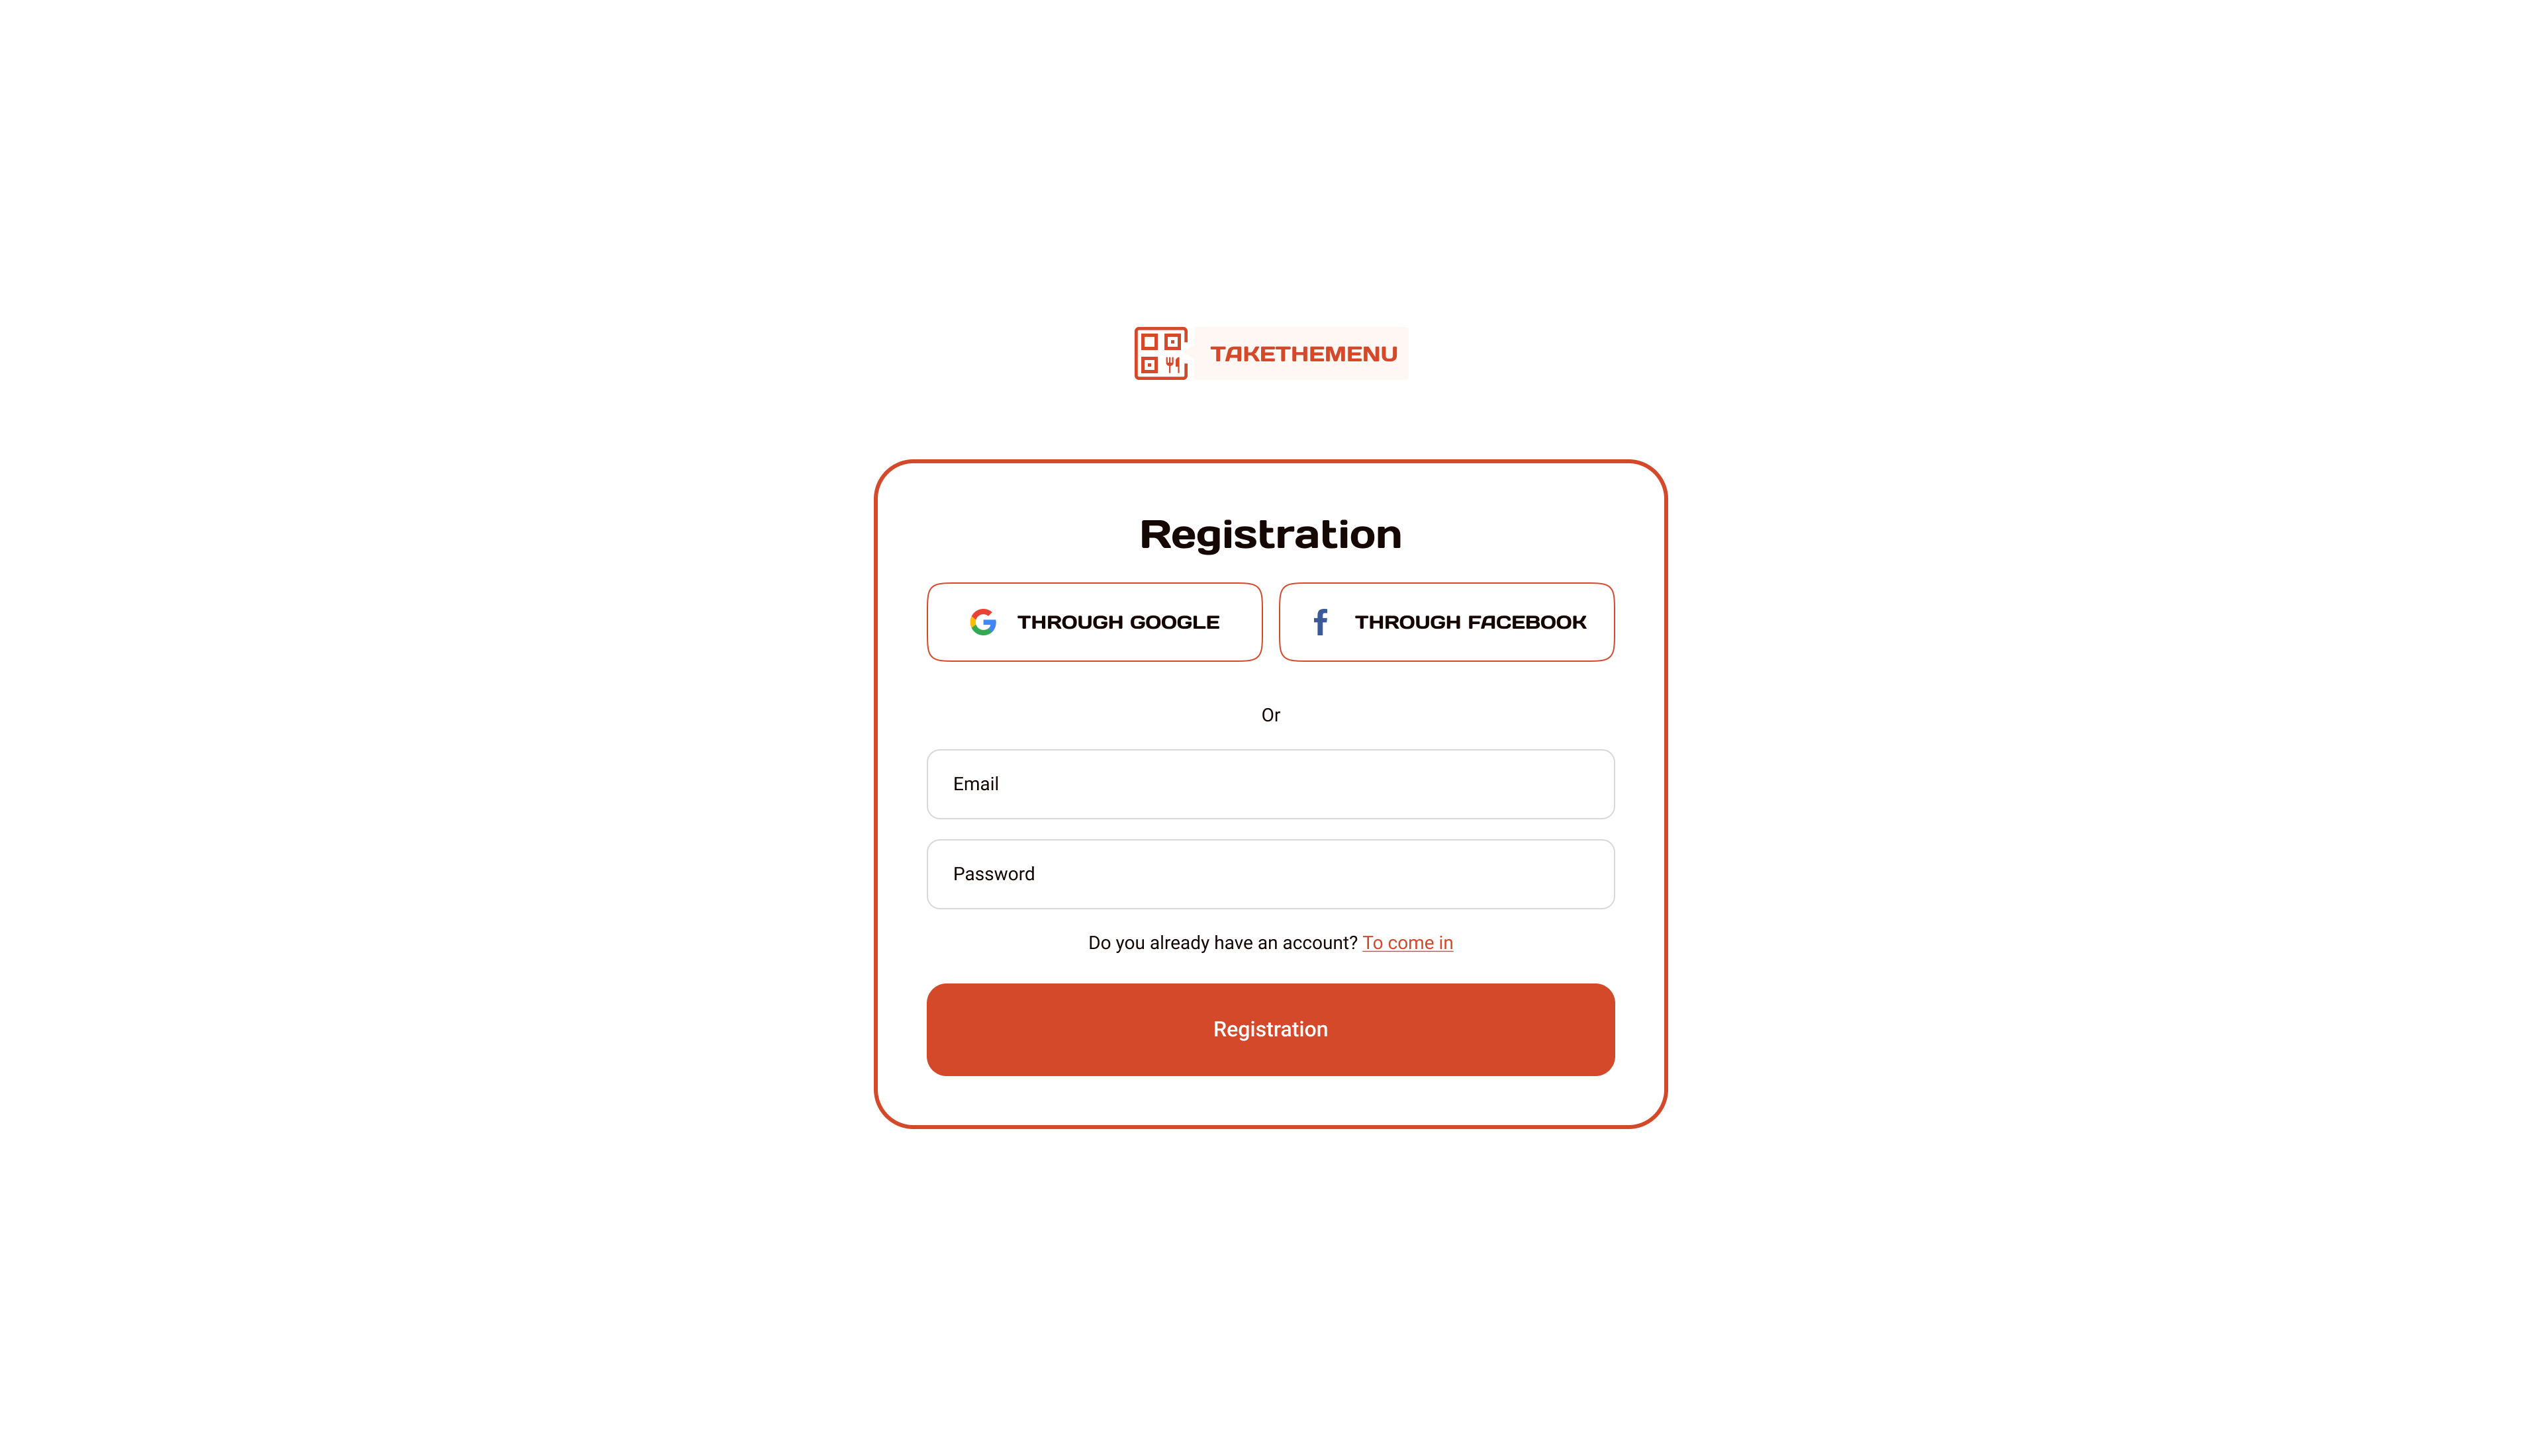 TAKETHEMENU
Registration
THROUGH GOOGLE
THROUGH FACEBOOK
Or
Email
Password
Do you already have an account? To come in
Registration